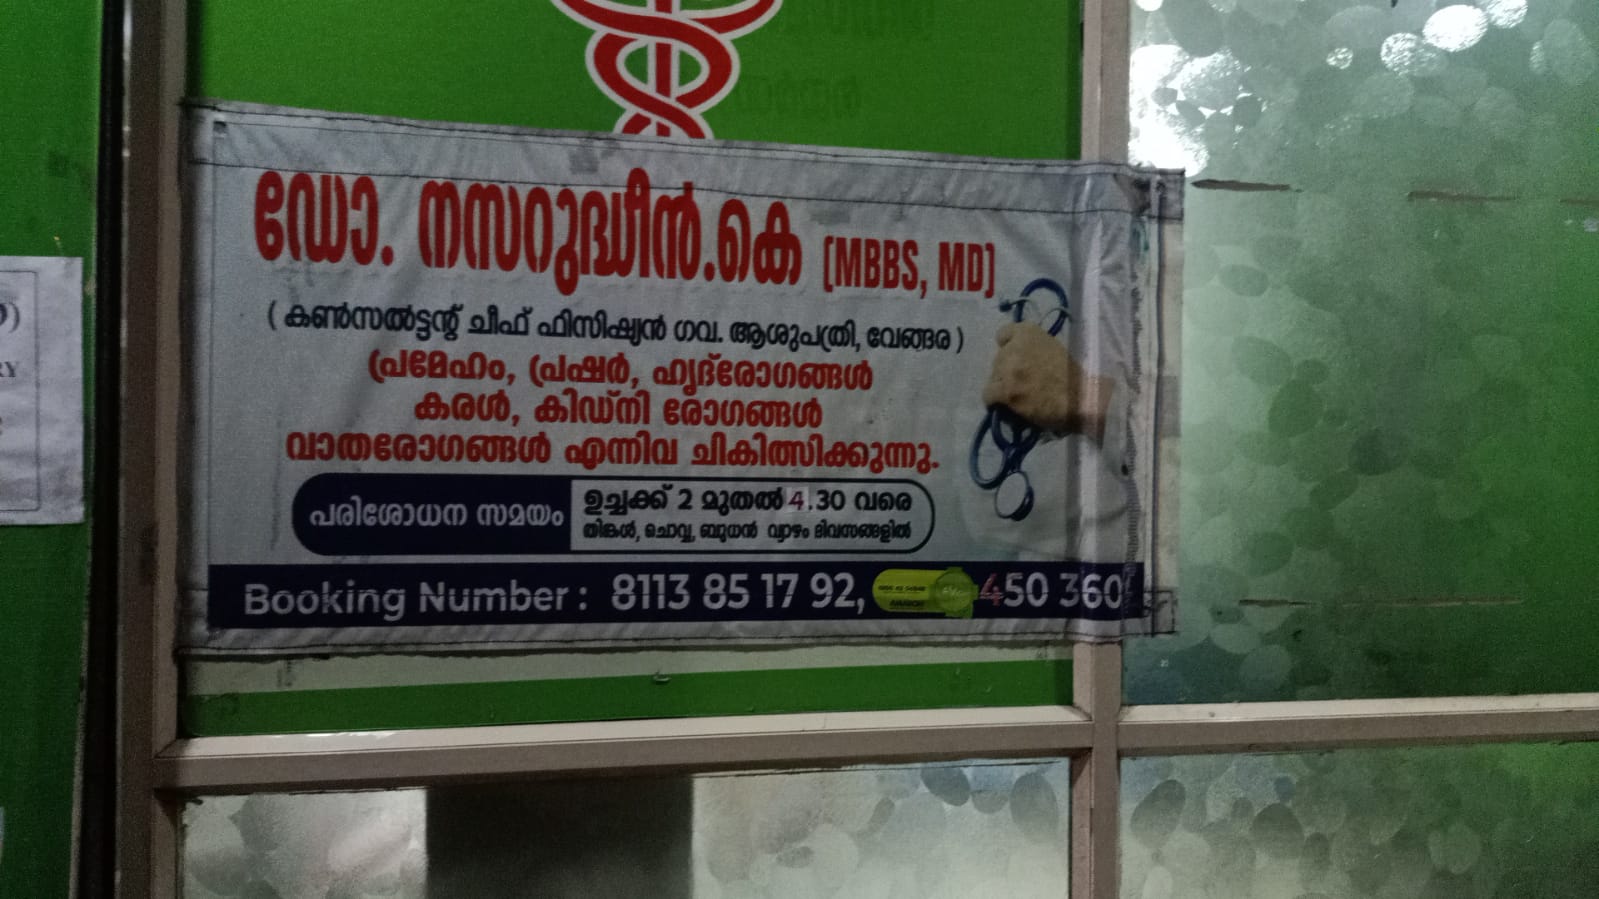 ഡോ. നസറുദ്ധീൻ.കെ [MBBS, MD]
( കൺസൽട്ടന്റ് ചീഫ് ഫിസിഷ്യൻ ഗവ. ആശുപത്രി, വേങ്ങര )
പ്രമേഹം, പ്രഷർ, ഹൃദ്‌രോഗങ്ങൾ
കരൾ, കിഡ്നി രോഗങ്ങൾ
വാതരോഗങ്ങൾ എന്നിവ ചികിത്സിക്കുന്നു.
പരിശോധന സമയം
ഉച്ചക്ക് 2 മുതൽ 4.30 വരെ
തിങ്കൾ, ചൊവ്വ, ബുധൻ വ്യാഴം ദിവസങ്ങളിൽ
Booking Number : 8113 85 17 92, 450 360
RY